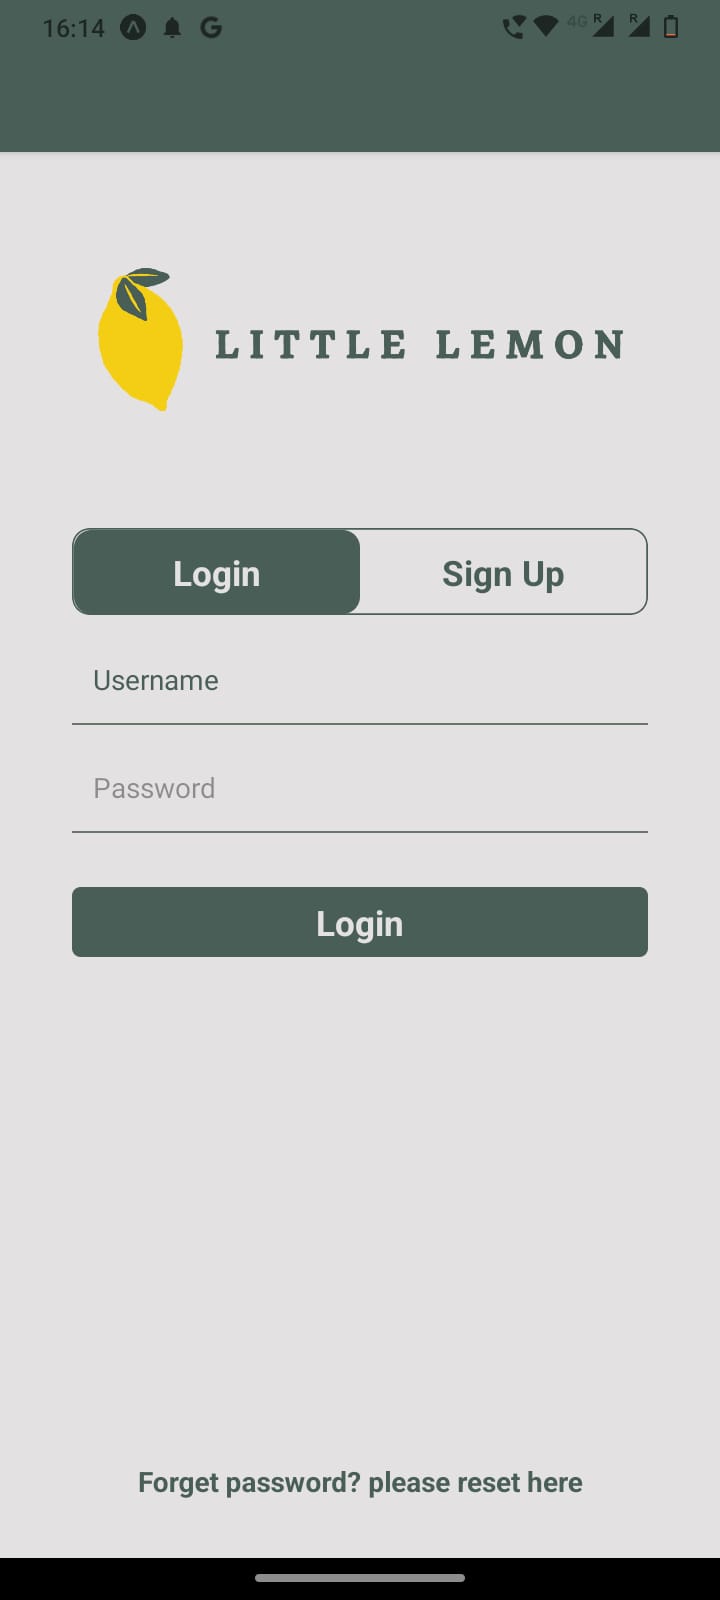 16:14 4G R R
LITTLE LEMON
Login Sign Up
Username
Password
Login
Forget password? please reset here